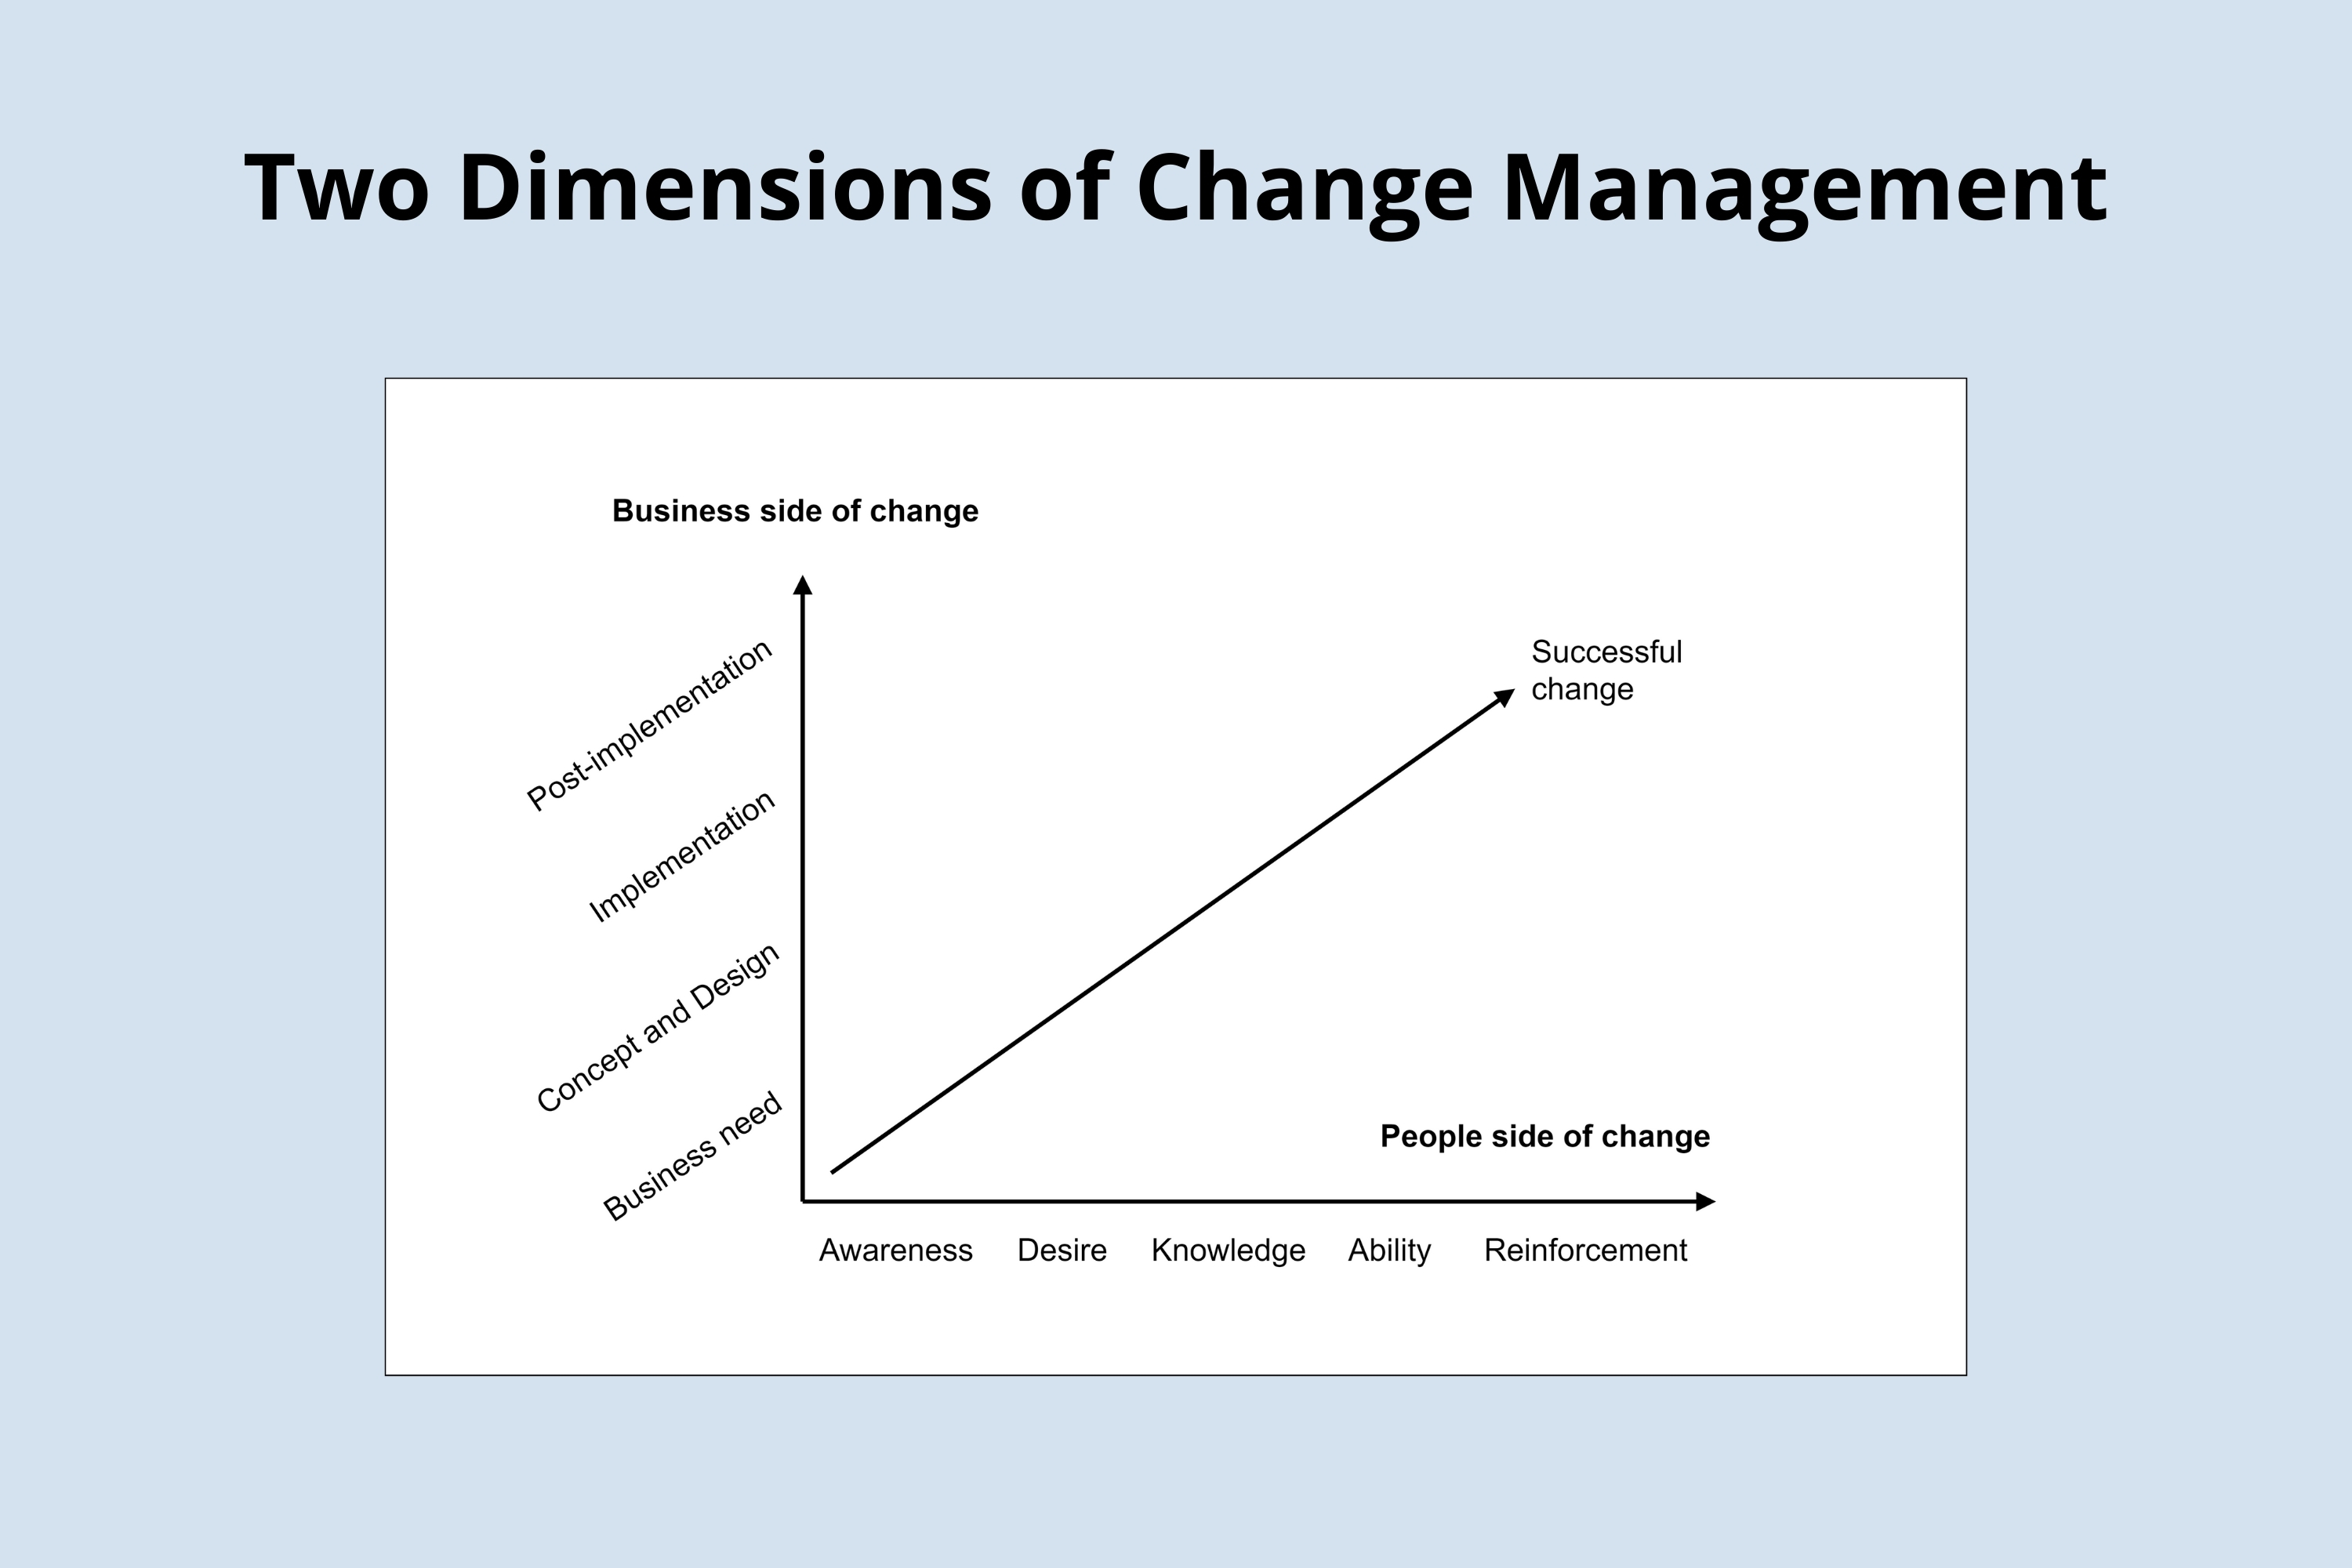 Two Dimensions of Change Management
Business side of change
Post-implementation
Implementation
Concept and Design
Business need
Successful
change
People side of change
Awareness Desire Knowledge Ability Reinforcement